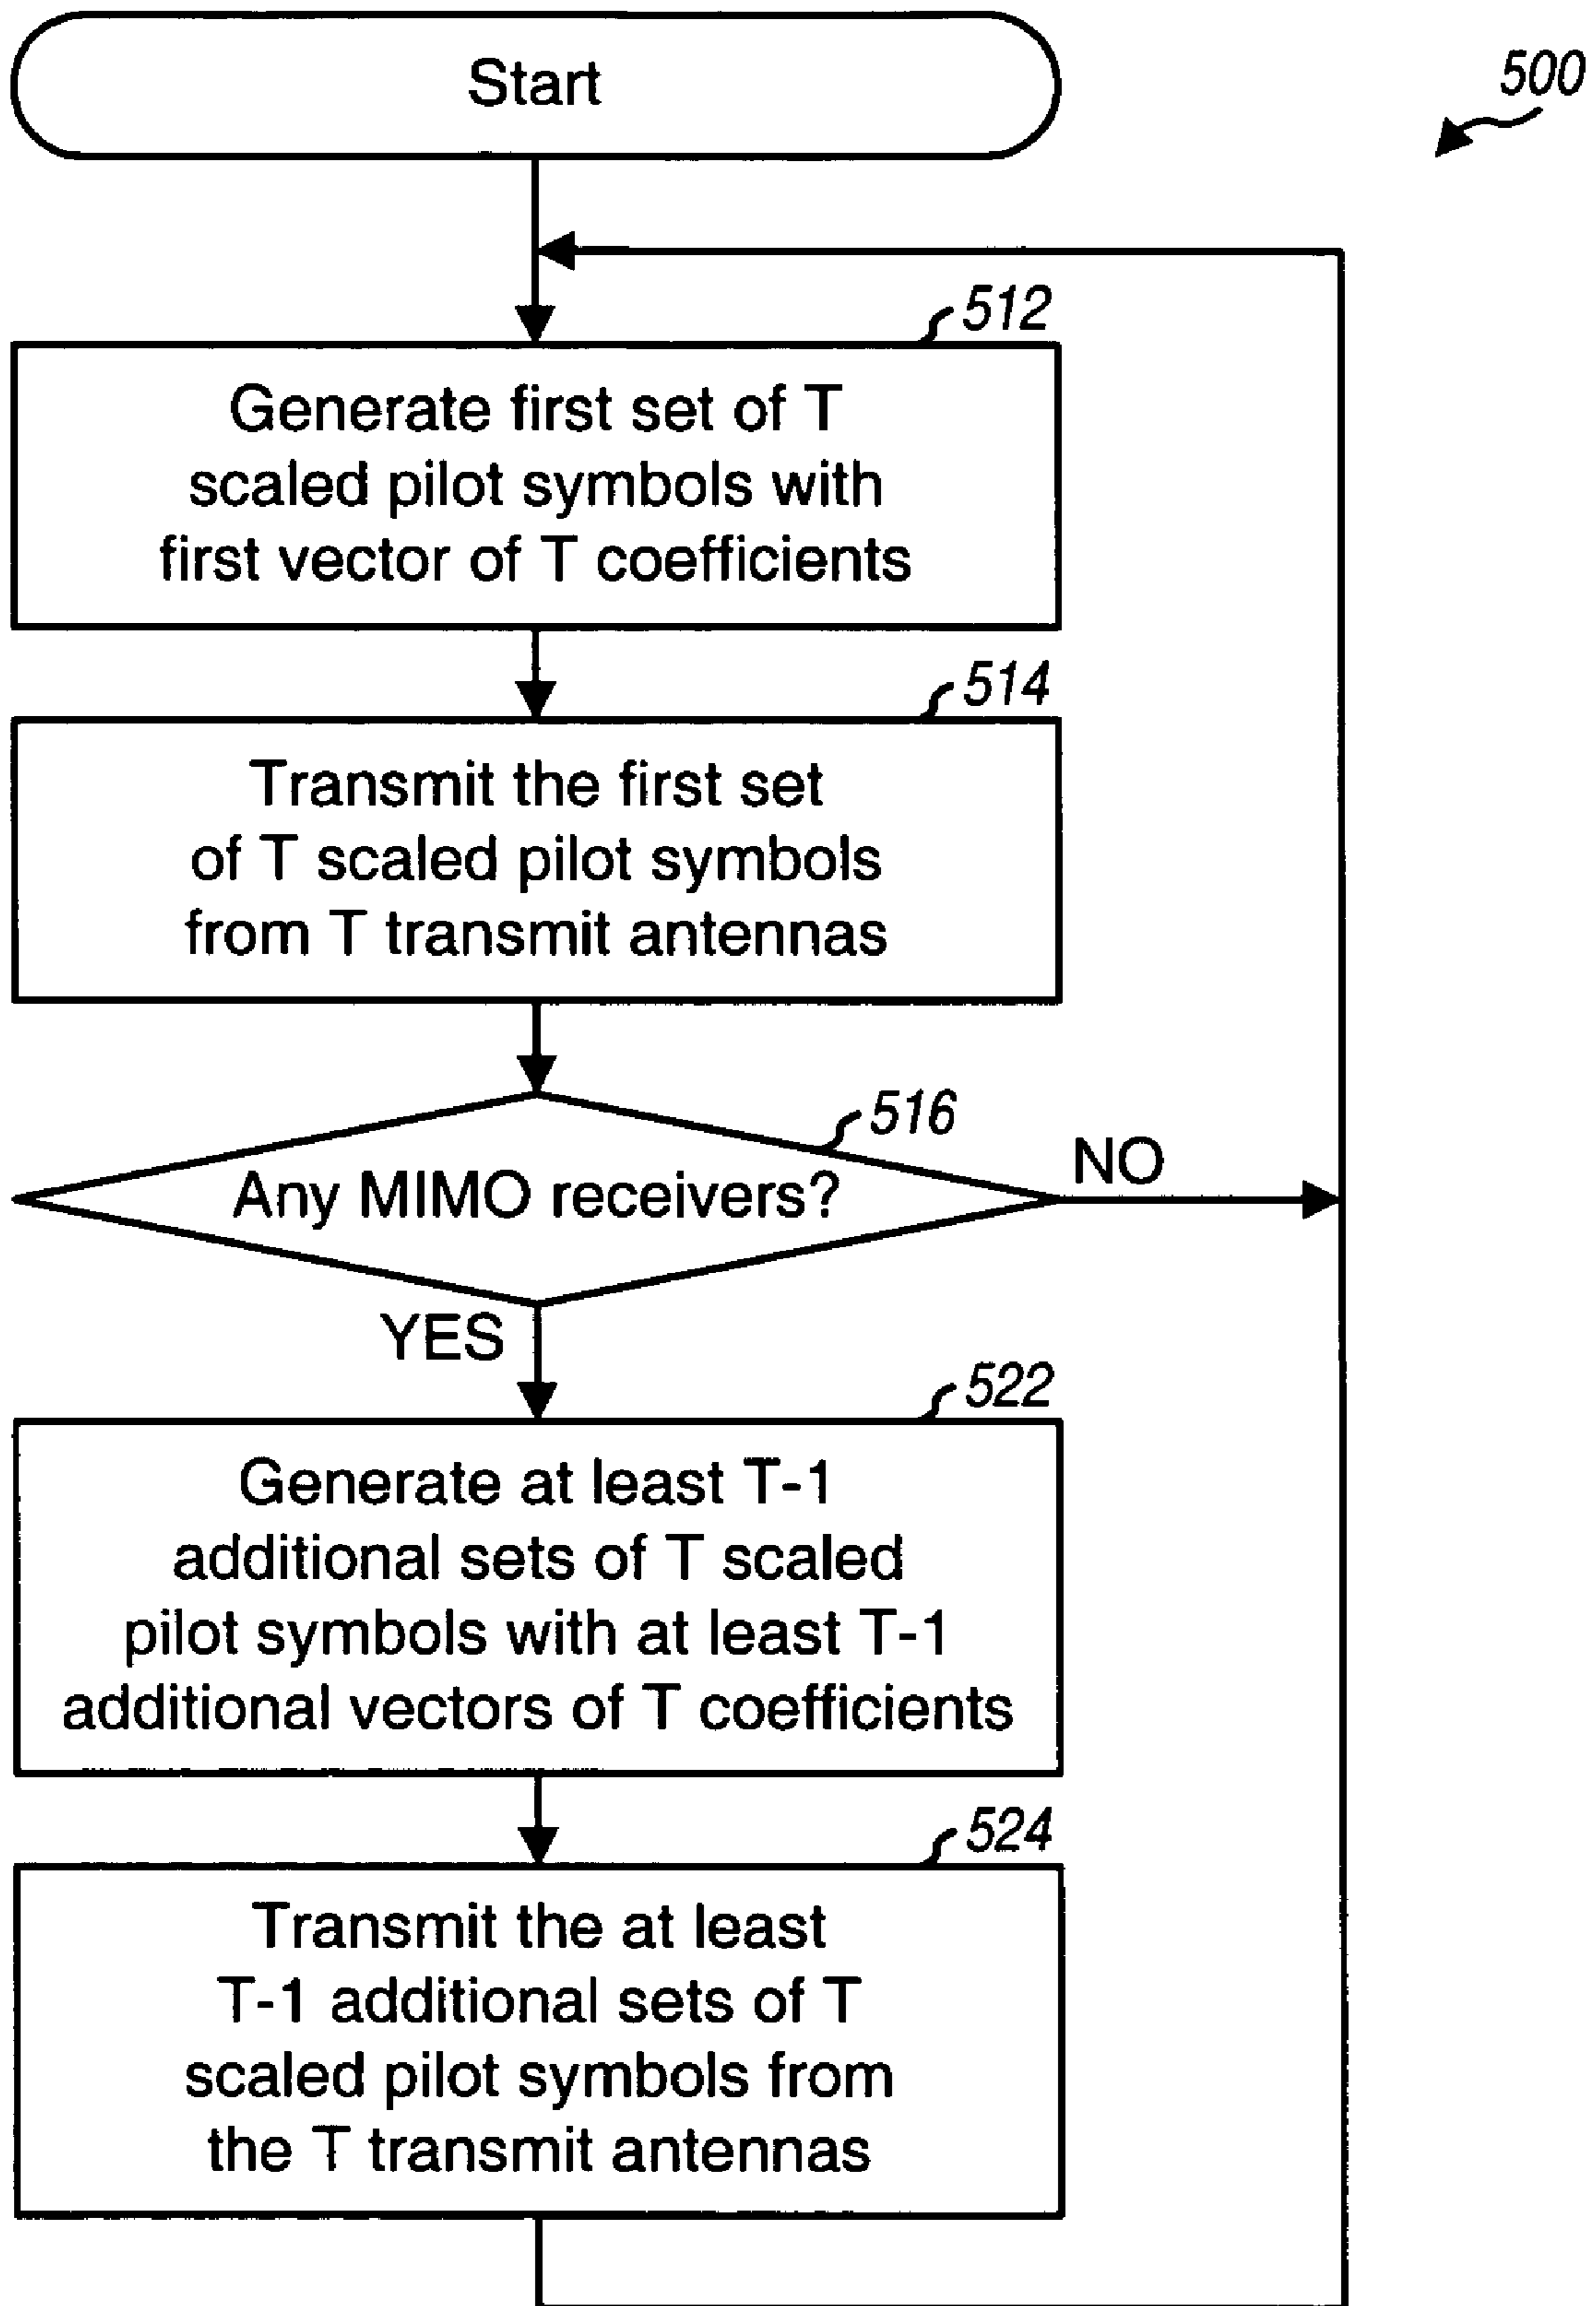 Start
500
512
Generate first set of T
scaled pilot symbols with
first vector of T coefficients
514
Transmit the first set
of T scaled pilot symbols
from T transmit antennas
516
Any MIMO receivers?
NO
YES
522
Generate at least T-1
additional sets of T scaled
pilot symbols with at least T-1
additional vectors of T coefficients
524
Transmit the at least
T-1 additional sets of T
scaled pilot symbols from
the T transmit antennas